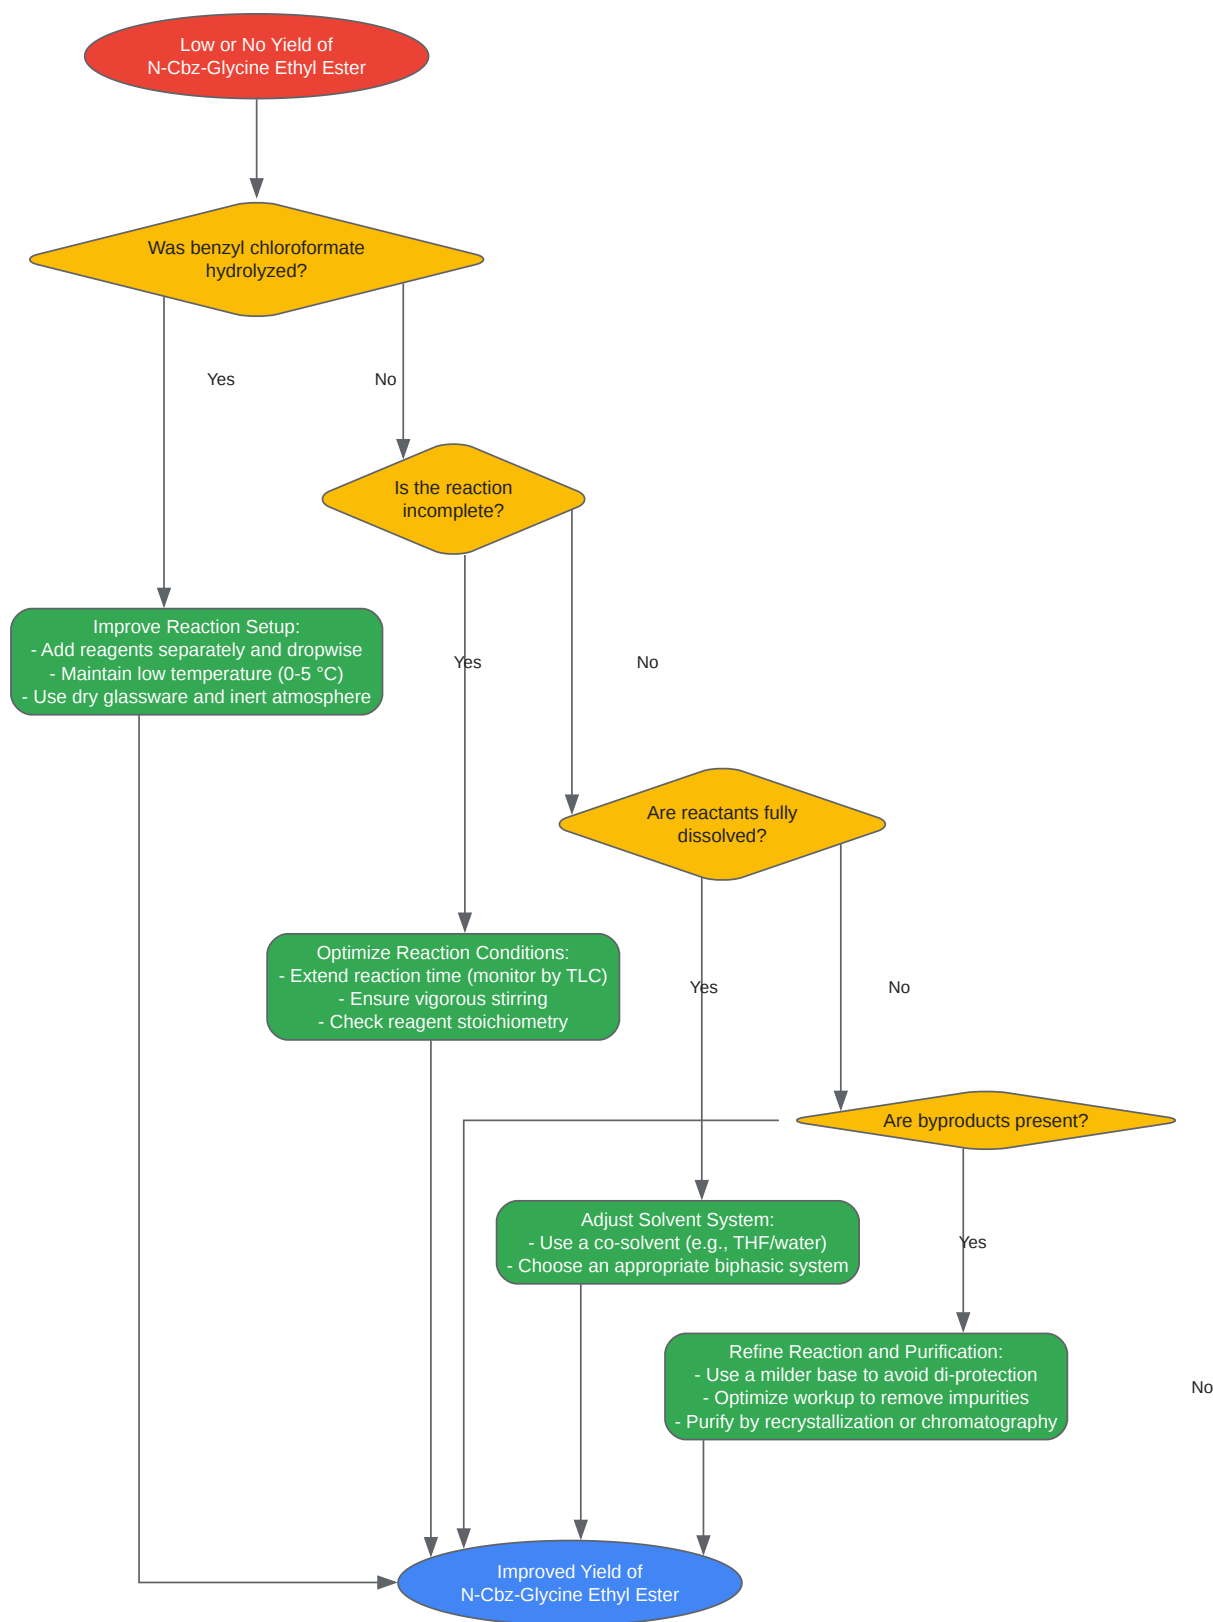 Low or No Yield of
N-Cbz-Glycine Ethyl Ester
Was benzyl chloroformate
hydrolyzed?
Yes
No
Is the reaction
incomplete?
Improve Reaction Setup:
- Add reagents separately and dropwise
- Maintain low temperature (0-5 °C)
- Use dry glassware and inert atmosphere
Yes
No
Are reactants fully
dissolved?
Optimize Reaction Conditions:
- Extend reaction time (monitor by TLC)
- Ensure vigorous stirring
- Check reagent stoichiometry
Yes
No
Are byproducts present?
Adjust Solvent System:
- Use a co-solvent (e.g., THF/water)
- Choose an appropriate biphasic system
Yes
Refine Reaction and Purification:
- Use a milder base to avoid di-protection
- Optimize workup to remove impurities
- Purify by recrystallization or chromatography
No
Improved Yield of
N-Cbz-Glycine Ethyl Ester